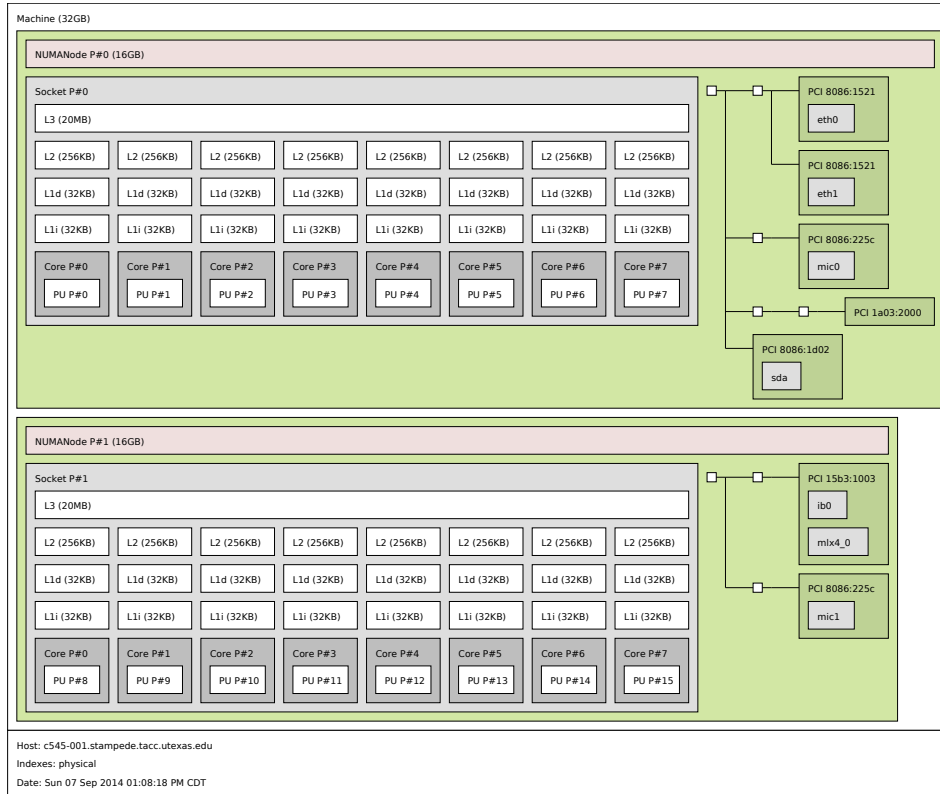 Machine (32GB)
NUMANode P#0 (16GB)
Socket P#0
L3 (20MB)
L2 (256KB) L2 (256KB) L2 (256KB) L2 (256KB) L2 (256KB) L2 (256KB) L2 (256KB) L2 (256KB)
L1d (32KB) L1d (32KB) L1d (32KB) L1d (32KB) L1d (32KB) L1d (32KB) L1d (32KB) L1d (32KB)
L1i (32KB) L1i (32KB) L1i (32KB) L1i (32KB) L1i (32KB) L1i (32KB) L1i (32KB) L1i (32KB)
Core P#0 Core P#1 Core P#2 Core P#3 Core P#4 Core P#5 Core P#6 Core P#7
PU P#0 PU P#1 PU P#2 PU P#3 PU P#4 PU P#5 PU P#6 PU P#7
PCI 8086:1521
eth0
PCI 8086:1521
eth1
PCI 8086:225c
mic0
PCI 1a03:2000
PCI 8086:1d02
sda
NUMANode P#1 (16GB)
Socket P#1
L3 (20MB)
L2 (256KB) L2 (256KB) L2 (256KB) L2 (256KB) L2 (256KB) L2 (256KB) L2 (256KB) L2 (256KB)
L1d (32KB) L1d (32KB) L1d (32KB) L1d (32KB) L1d (32KB) L1d (32KB) L1d (32KB) L1d (32KB)
L1i (32KB) L1i (32KB) L1i (32KB) L1i (32KB) L1i (32KB) L1i (32KB) L1i (32KB) L1i (32KB)
Core P#0 Core P#1 Core P#2 Core P#3 Core P#4 Core P#5 Core P#6 Core P#7
PU P#8 PU P#9 PU P#10 PU P#11 PU P#12 PU P#13 PU P#14 PU P#15
PCI 15b3:1003
ib0
mlx4_0
PCI 8086:225c
mic1
Host: c545-001.stampede.tacc.utexas.edu
Indexes: physical
Date: Sun 07 Sep 2014 01:08:18 PM CDT